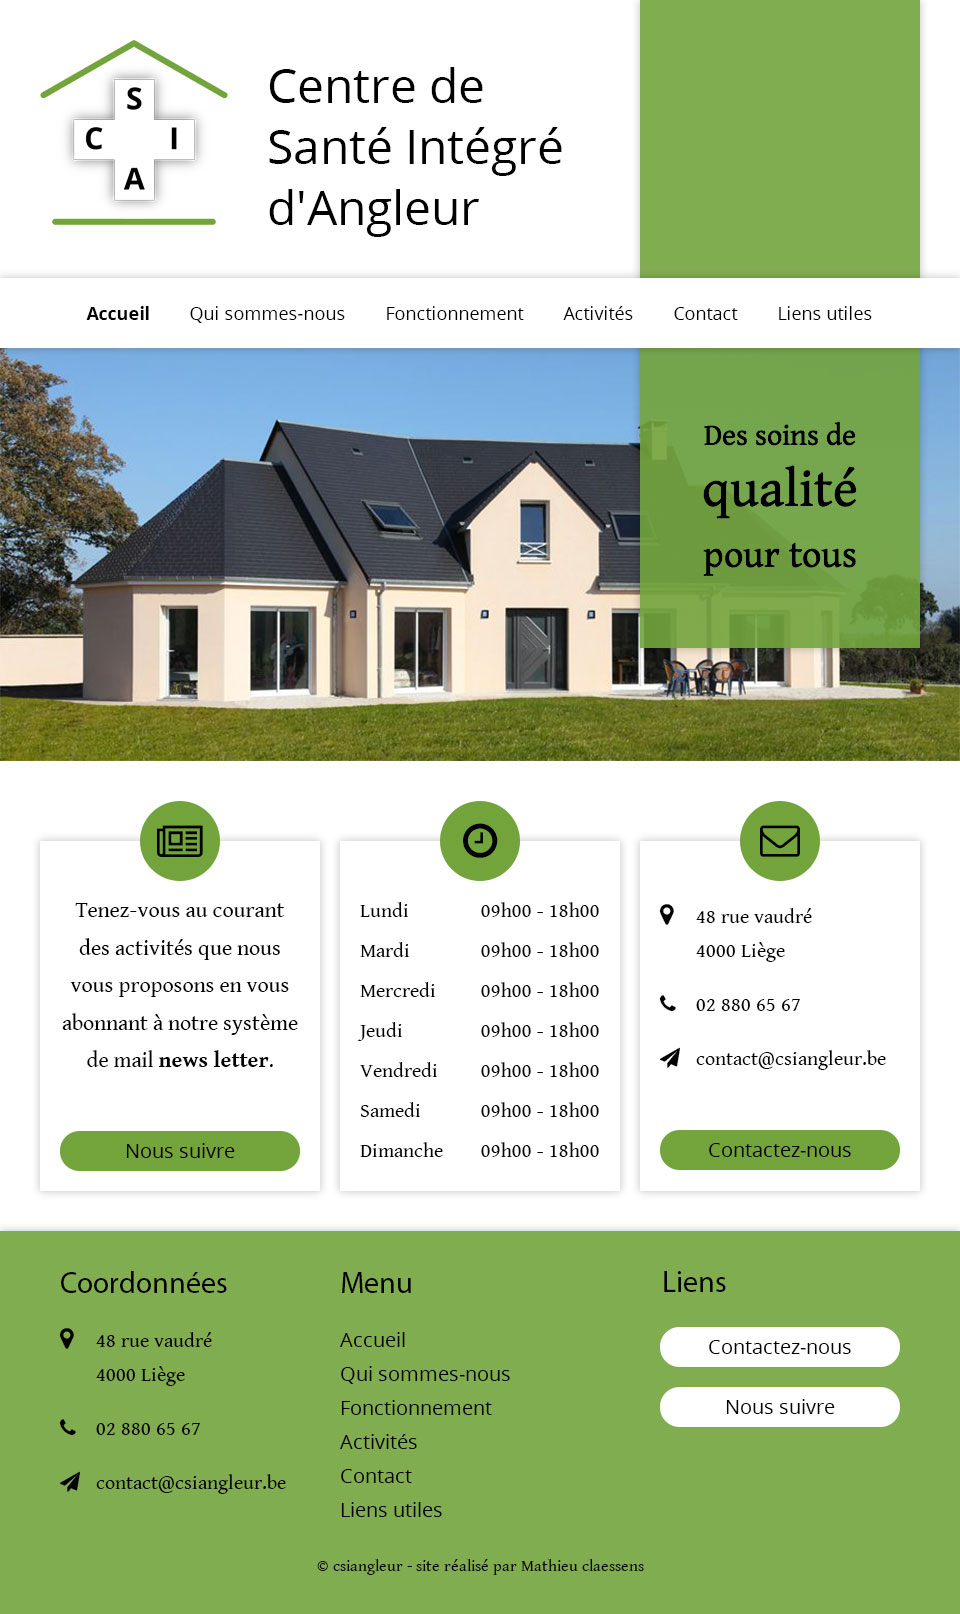 S
C I
A
Centre de
Santé Intégré
d'Angleur
Accueil Qui sommes-nous Fonctionnement Activités Contact Liens utiles
Des soins de
qualité
pour tous
Tenez-vous au courant
des activités que nous
vous proposons en vous
abonnant à notre système
de mail news letter.
Nous suivre
Lundi 09h00 - 18h00
Mardi 09h00 - 18h00
Mercredi 09h00 - 18h00
Jeudi 09h00 - 18h00
Vendredi 09h00 - 18h00
Samedi 09h00 - 18h00
Dimanche 09h00 - 18h00
48 rue vaudré
4000 Liège
02 880 65 67
contact@csiangleur.be
Contactez-nous
Coordonnées
48 rue vaudré
4000 Liège
02 880 65 67
contact@csiangleur.be
Menu
Accueil
Qui sommes-nous
Fonctionnement
Activités
Contact
Liens utiles
Liens
Contactez-nous
Nous suivre
© csiangleur - site réalisé par Mathieu claessens